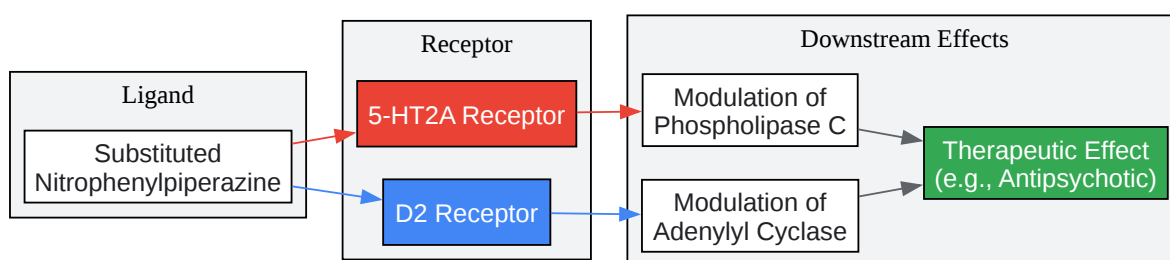 Ligand
Substituted
Nitrophenylpiperazine
Receptor
5-HT2A Receptor
D2 Receptor
Downstream Effects
Modulation of
Phospholipase C
Modulation of
Adenylyl Cyclase
Therapeutic Effect
(e.g., Antipsychotic)